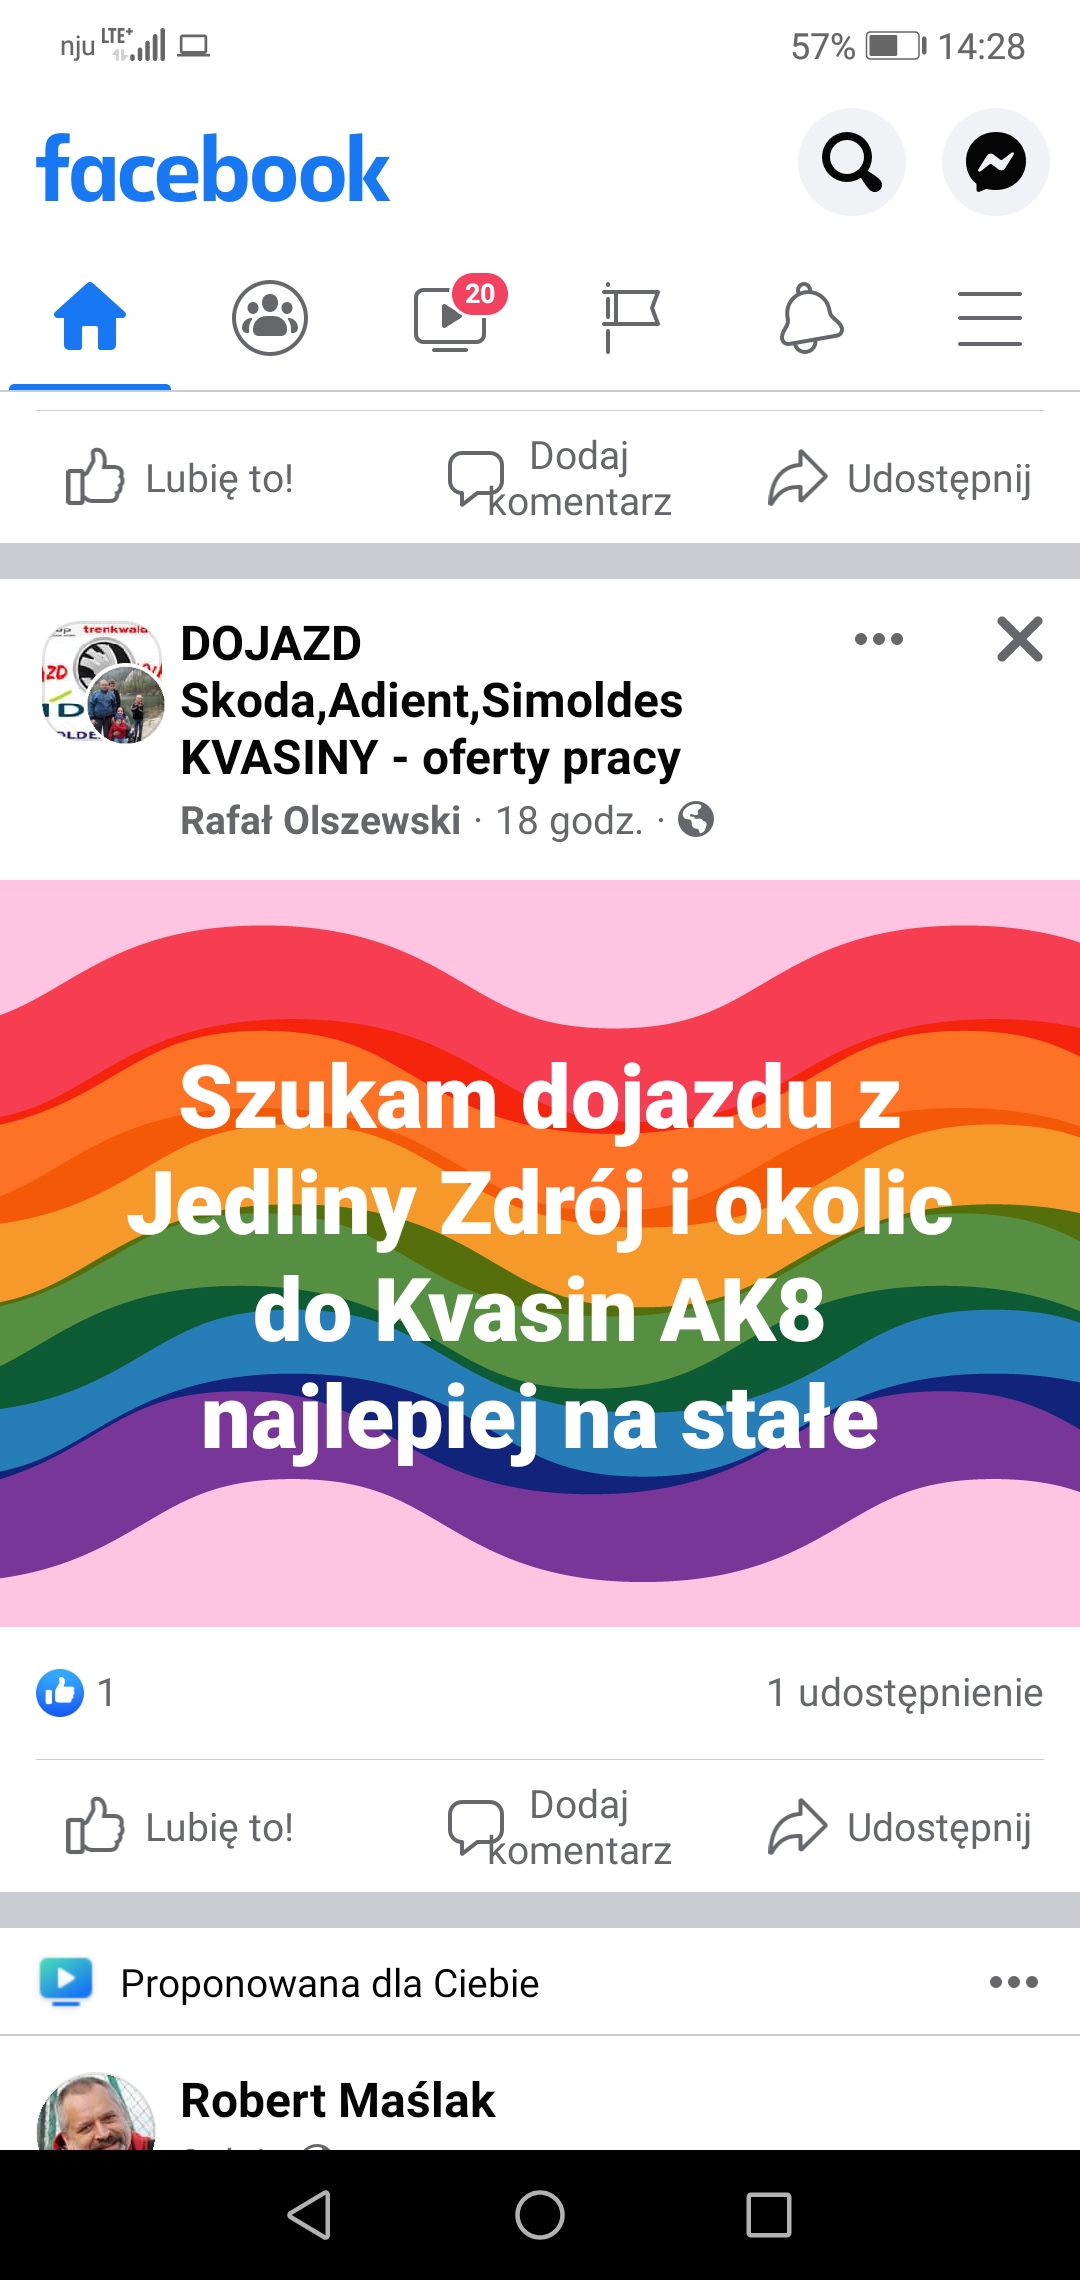 nju LTE+ 57% 14:28
facebook
20
Lubię to! Dodaj komentarz Udostępnij
trenkwald
DOJAZD
Skoda,Adient,Simoldes
KVASINY - oferty pracy
Rafał Olszewski · 18 godz. ·
Szukam dojazdu z
Jedliny Zdrój i okolic
do Kvasin AK8
najlepiej na stałe
1 1 udostępnienie
Lubię to! Dodaj komentarz Udostępnij
Proponowana dla Ciebie
Robert Maślak